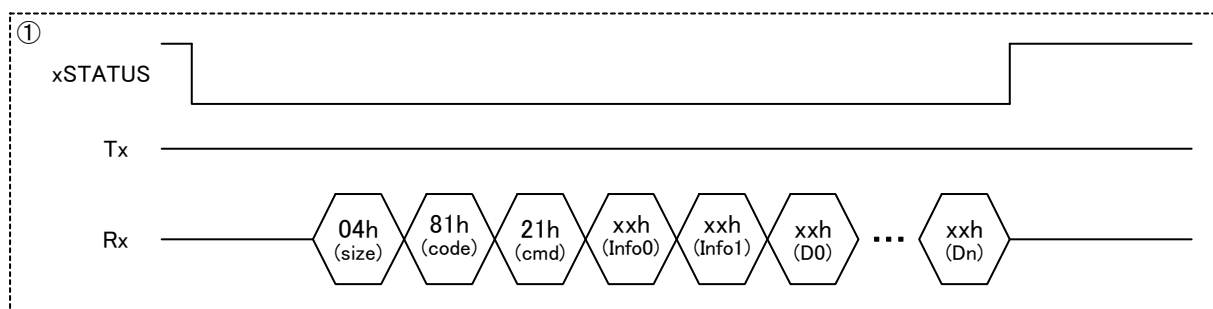 ①
xSTATUS
Tx
Rx
04h
(size)
81h
(code)
21h
(cmd)
xxh
(Info0)
xxh
(Info1)
xxh
(D0)
...
xxh
(Dn)